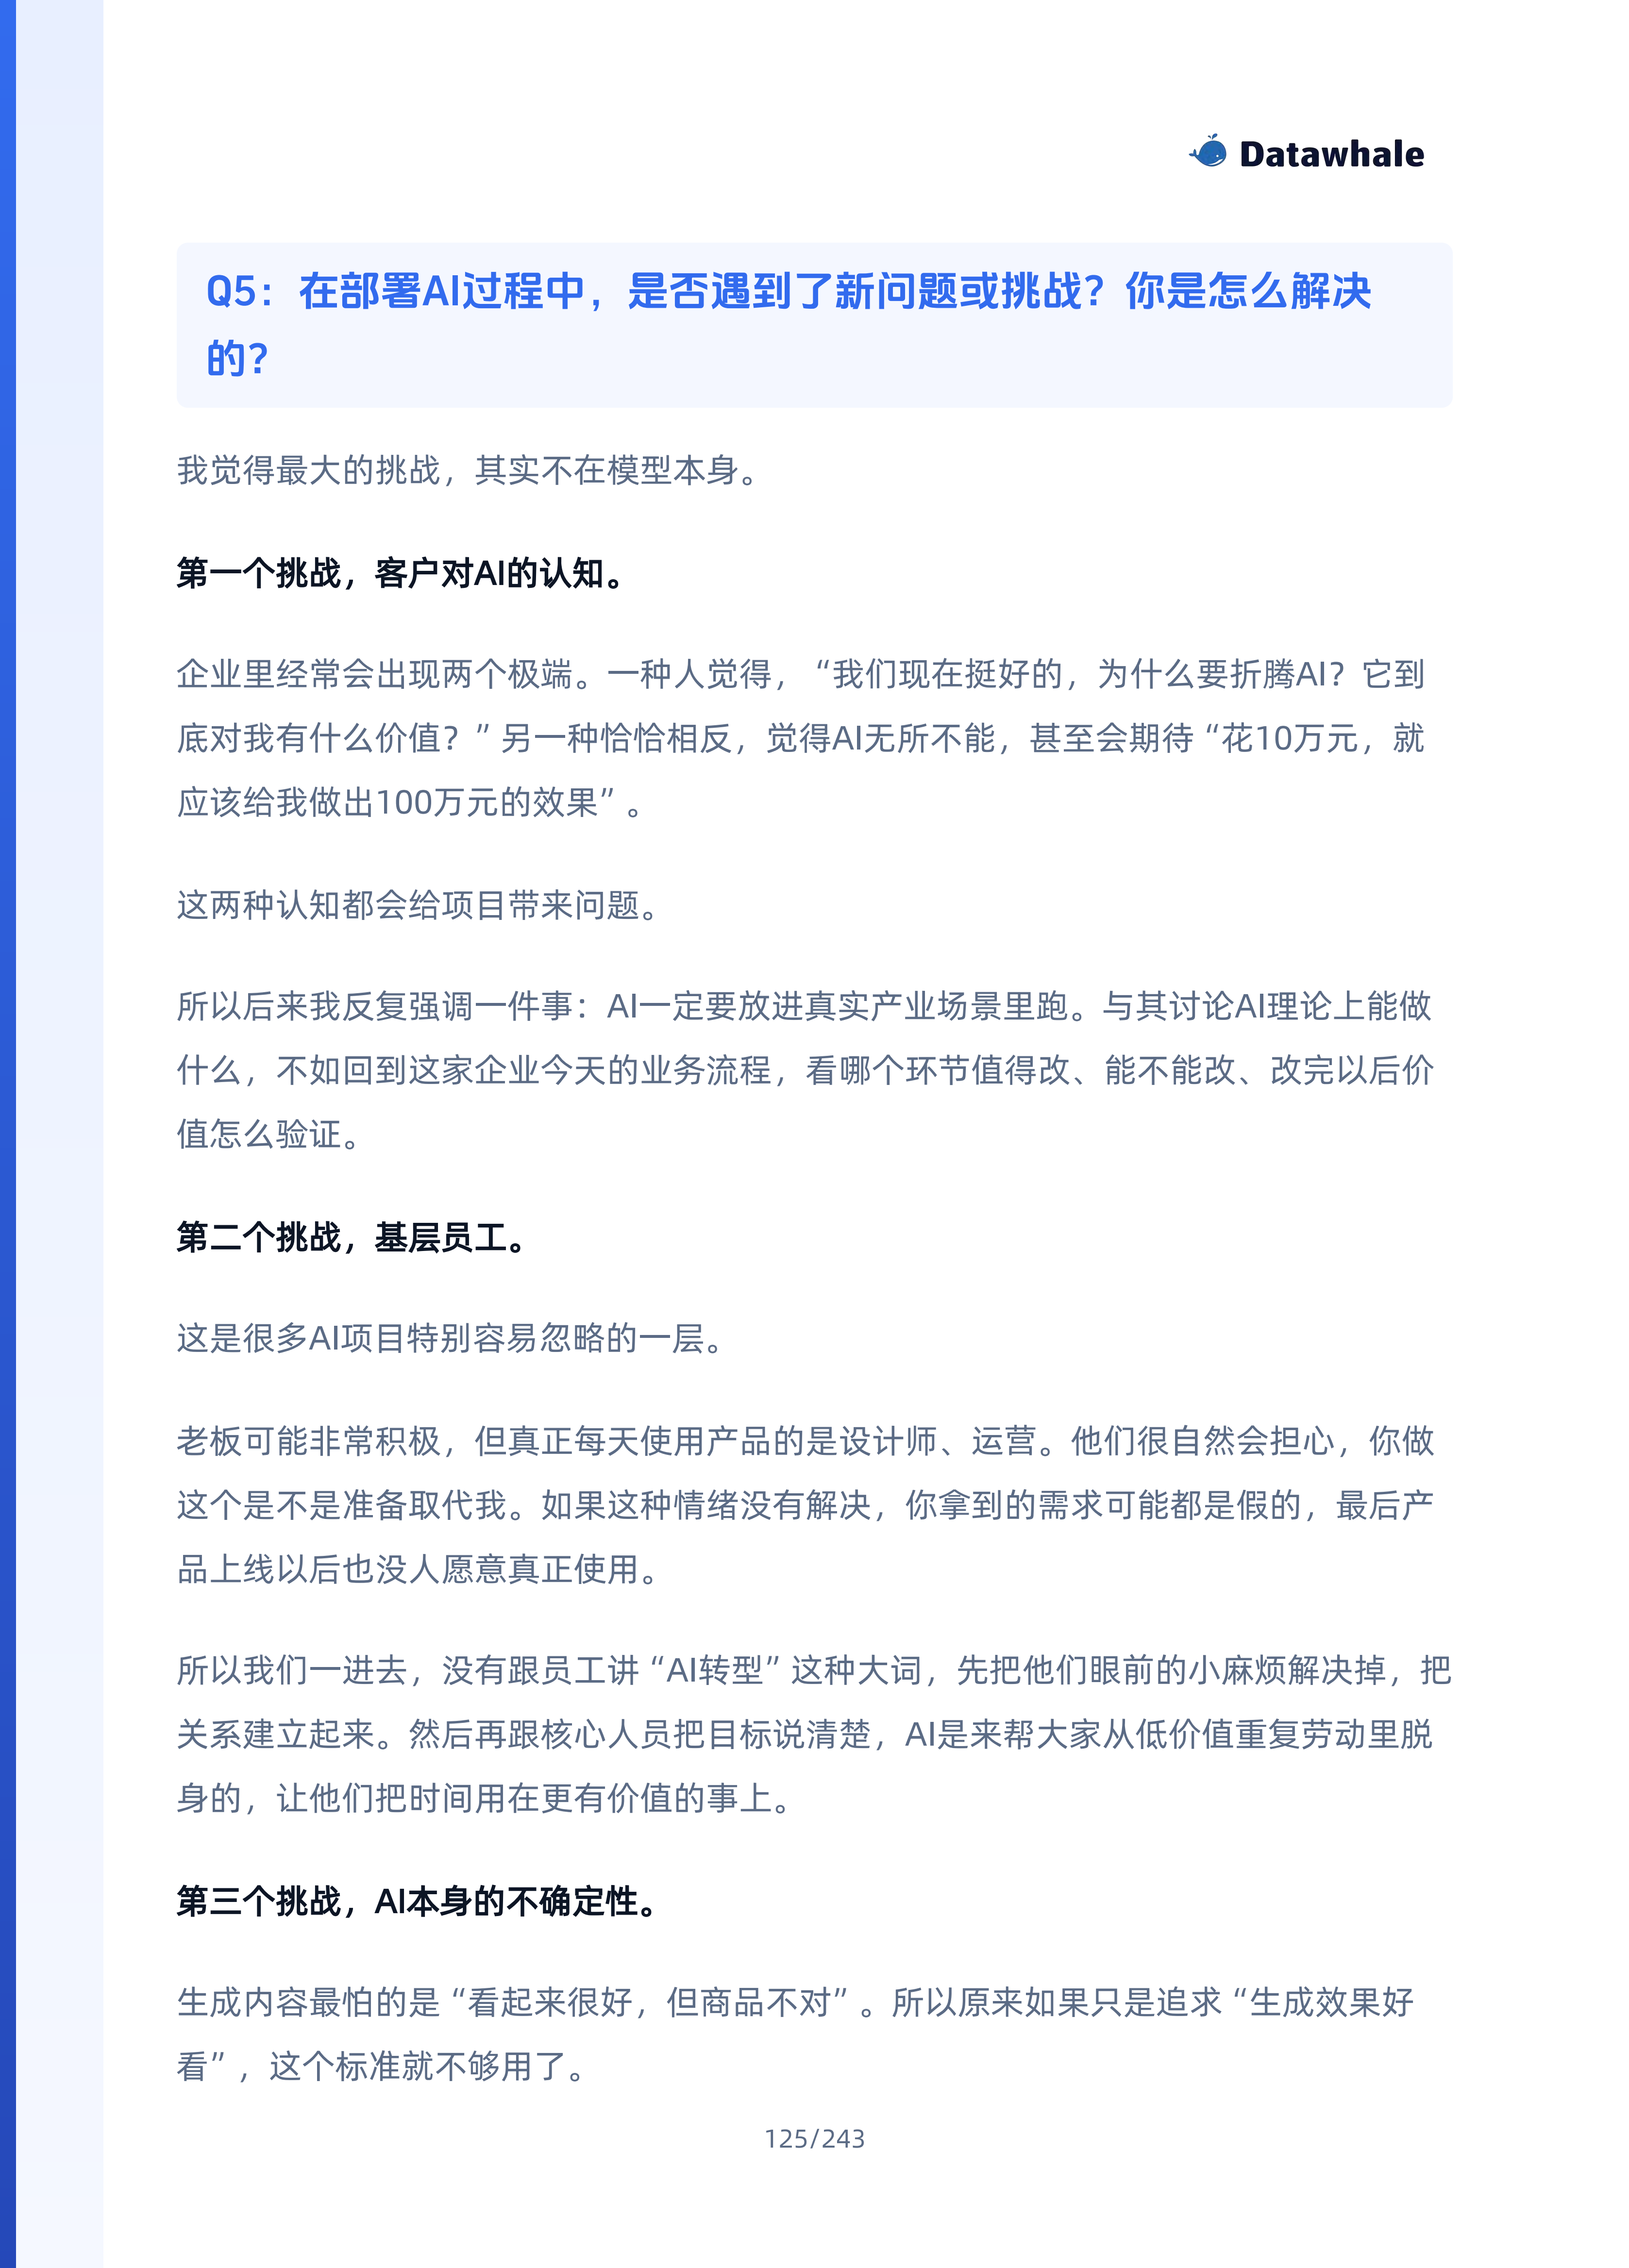 Datawhale
Q5：在部署AI过程中，是否遇到了新问题或挑战？你是怎么解决
的？
我觉得最大的挑战，其实不在模型本身。
第一个挑战，客户对AI的认知。
企业里经常会出现两个极端。一种人觉得，“我们现在挺好的，为什么要折腾AI？它到
底对我有什么价值？”另一种恰恰相反，觉得AI无所不能，甚至会期待“花10万元，就
应该给我做出100万元的效果”。
这两种认知都会给项目带来问题。
所以后来我反复强调一件事：AI一定要放进真实产业场景里跑。与其讨论AI理论上能做
什么，不如回到这家企业今天的业务流程，看哪个环节值得改、能不能改、改完以后价
值怎么验证。
第二个挑战，基层员工。
这是很多AI项目特别容易忽略的一层。
老板可能非常积极，但真正每天使用产品的是设计师、运营。他们很自然会担心，你做
这个是不是准备取代我。如果这种情绪没有解决，你拿到的需求可能都是假的，最后产
品上线以后也没人愿意真正使用。
所以我们一进去，没有跟员工讲“AI转型”这种大词，先把他们眼前的小麻烦解决掉，把
关系建立起来。然后再跟核心人员把目标说清楚，AI是来帮大家从低价值重复劳动里脱
身的，让他们把时间用在更有价值的事上。
第三个挑战，AI本身的不确定性。
生成内容最怕的是“看起来很好，但商品不对”。所以原来如果只是追求“生成效果好
看”，这个标准就不够用了。
125/243